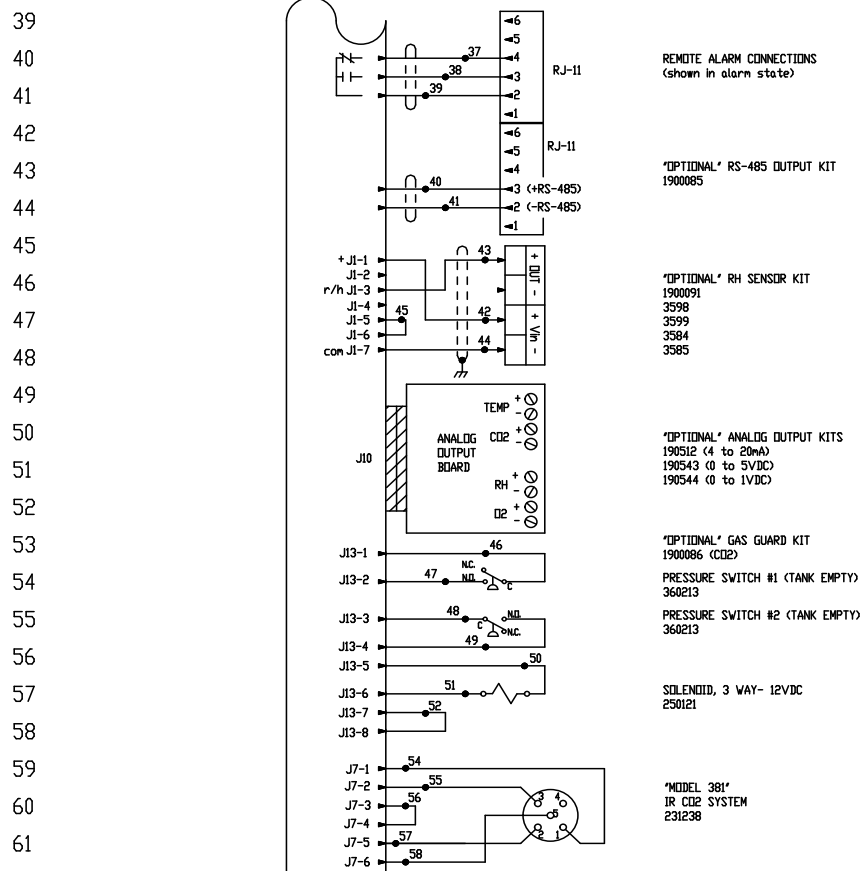 39
6
5
40
37
4
REMOTE ALARM CONNECTIONS
38
3
RJ-11
(shown in alarm state)
41
39
2
1
42
6
5
RJ-11
43
4
"OPTIONAL" RS-485 OUTPUT KIT
40
3 (+RS-485)
1900085
44
41
2 (-RS-485)
1
45
43
+ J1-1
+ OUT -
J1-2
46
r/h J1-3
"OPTIONAL" RH SENSOR KIT
1900091
J1-4
45
3598
47
J1-5
42
+ Vin -
3599
J1-6
3584
com J1-7
44
3585
48
49
TEMP + -
50
ANALOG
OUTPUT
BOARD
CO2 + -
"OPTIONAL" ANALOG OUTPUT KITS
J10
190512 (4 to 20mA)
51
190543 (0 to 5VDC)
RH + -
190544 (0 to 1VDC)
52
O2 + -
53
46
"OPTIONAL" GAS GUARD KIT
J13-1
1900086 (CO2)
N.C.
54
J13-2
47
N.O.
C
PRESSURE SWITCH #1 (TANK EMPTY)
360213
55
J13-3
48
C
N.O.
PRESSURE SWITCH #2 (TANK EMPTY)
N.C.
360213
J13-4
49
56
J13-5
50
57
J13-6
51
SOLENOID, 3 WAY- 12VDC
J13-7
52
250121
58
J13-8
59
J7-1
54
J7-2
55
"MODEL 381"
60
J7-3
56
3
4
IR CO2 SYSTEM
J7-4
5
231238
61
J7-5
57
2
1
J7-6
58